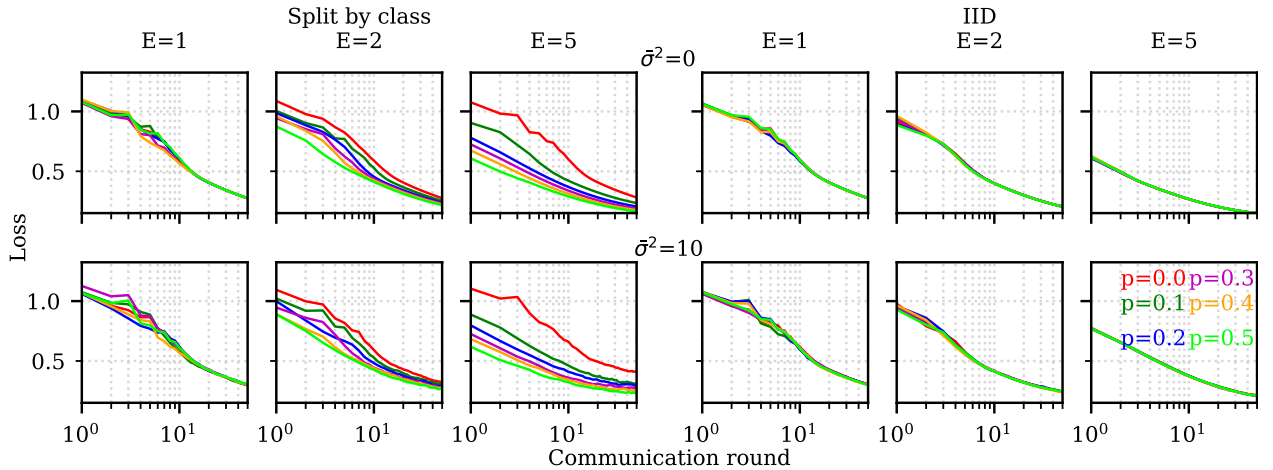 Split by class IID
E=1 E=2 E=5 E=1 E=2 E=5
σ̄²=0
1.0
0.5
Loss
σ̄²=10
1.0
0.5
p=0.0 p=0.3
p=0.1 p=0.4
p=0.2 p=0.5
10⁰ 10¹ 10⁰ 10¹ 10⁰ 10¹ 10⁰ 10¹ 10⁰ 10¹ 10⁰ 10¹
Communication round